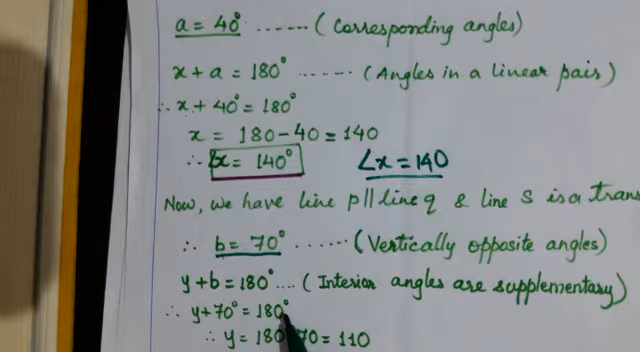 a = 40° ...... (Corresponding angles)
x + a = 180° ...... (Angles in a linear pair)
∴ x + 40° = 180°
x = 180 - 40 = 140
∴ ∠x = 140° ∠x = 140
Now, we have line p || line q & line S is a trans
∴ b = 70° ...... (Vertically opposite angles)
y + b = 180° .... (Interior angles are supplementary)
∴ y + 70° = 180°
∴ y = 180 70 = 110